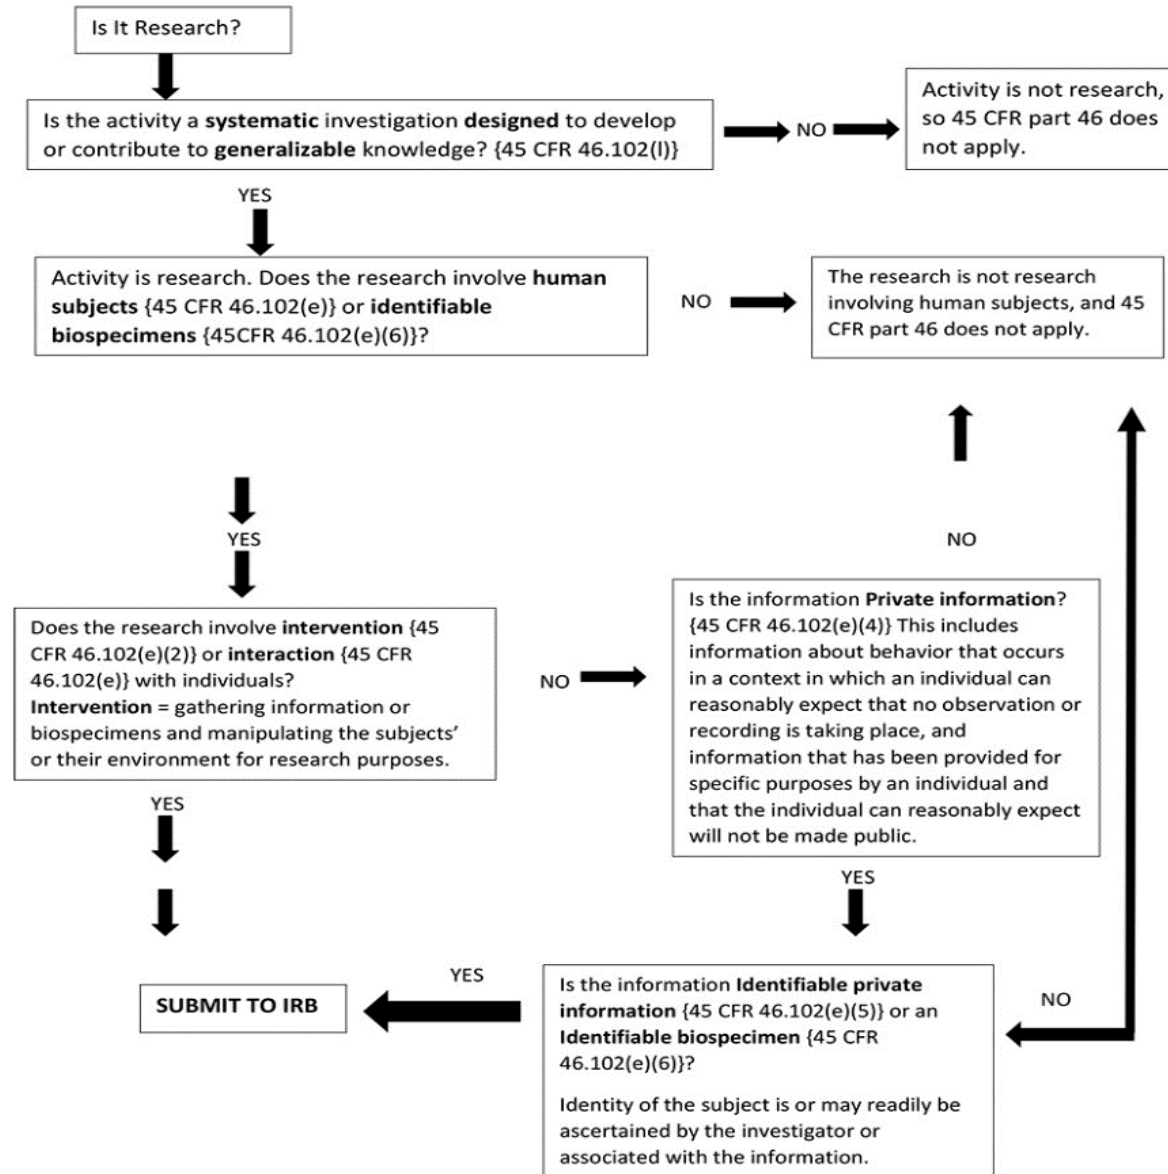 Is It Research?
Is the activity a systematic investigation designed to develop
or contribute to generalizable knowledge? {45 CFR 46.102(l)}
NO
Activity is not research,
so 45 CFR part 46 does
not apply.
YES
Activity is research. Does the research involve human
subjects {45 CFR 46.102(e)} or identifiable
biospecimens {45CFR 46.102(e)(6)}?
NO
The research is not research
involving human subjects, and 45
CFR part 46 does not apply.
YES
NO
Does the research involve intervention {45
CFR 46.102(e)(2)} or interaction {45 CFR
46.102(e)} with individuals?
Intervention = gathering information or
biospecimens and manipulating the subjects'
or their environment for research purposes.
NO
Is the information Private information?
{45 CFR 46.102(e)(4)} This includes
information about behavior that occurs
in a context in which an individual can
reasonably expect that no observation or
recording is taking place, and
information that has been provided for
specific purposes by an individual and
that the individual can reasonably expect
will not be made public.
YES
YES
SUBMIT TO IRB
YES
Is the information Identifiable private
information {45 CFR 46.102(e)(5)} or an
Identifiable biospecimen {45 CFR
46.102(e)(6)}?
Identity of the subject is or may readily be
ascertained by the investigator or
associated with the information.
NO